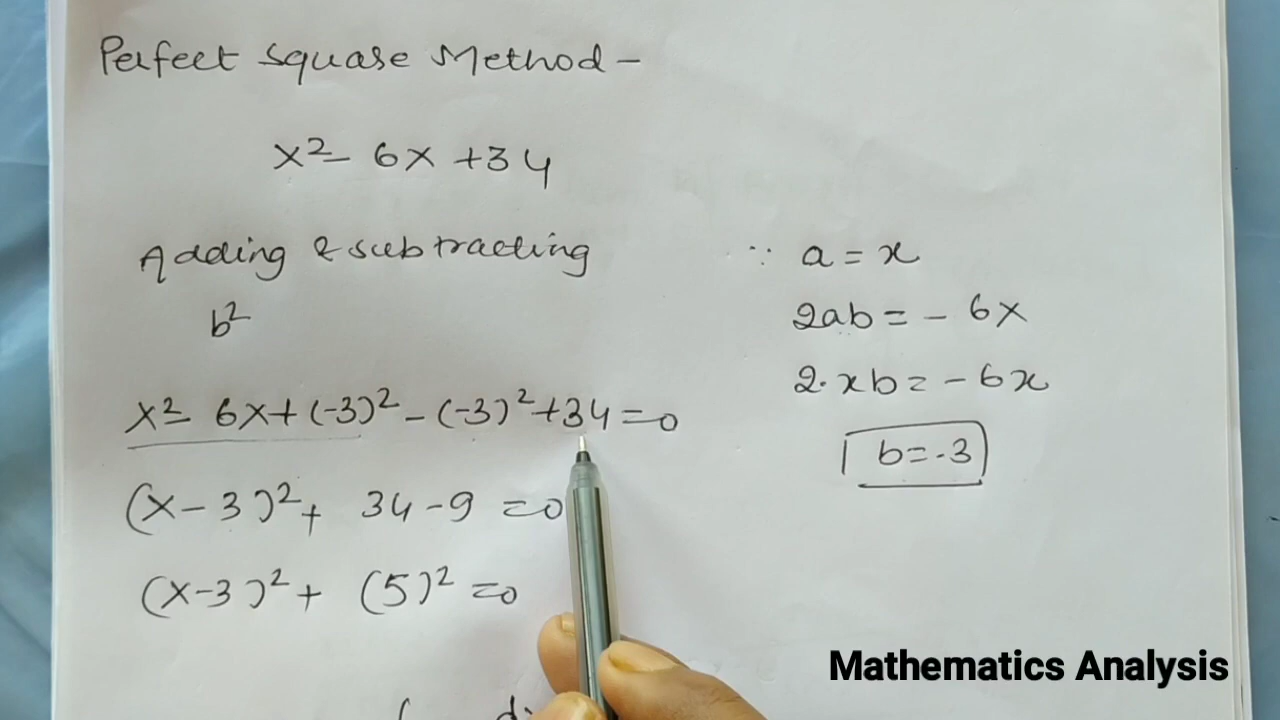 Perfect Square Method -
x² - 6x + 34
Adding & subtracting
b²
x² - 6x + (-3)² - (-3)² + 34 = 0
(x - 3)² + 34 - 9 = 0
(x - 3)² + (5)² = 0
∵ a = x
2ab = - 6x
2·xb = - 6x
b = -3
Mathematics Analysis